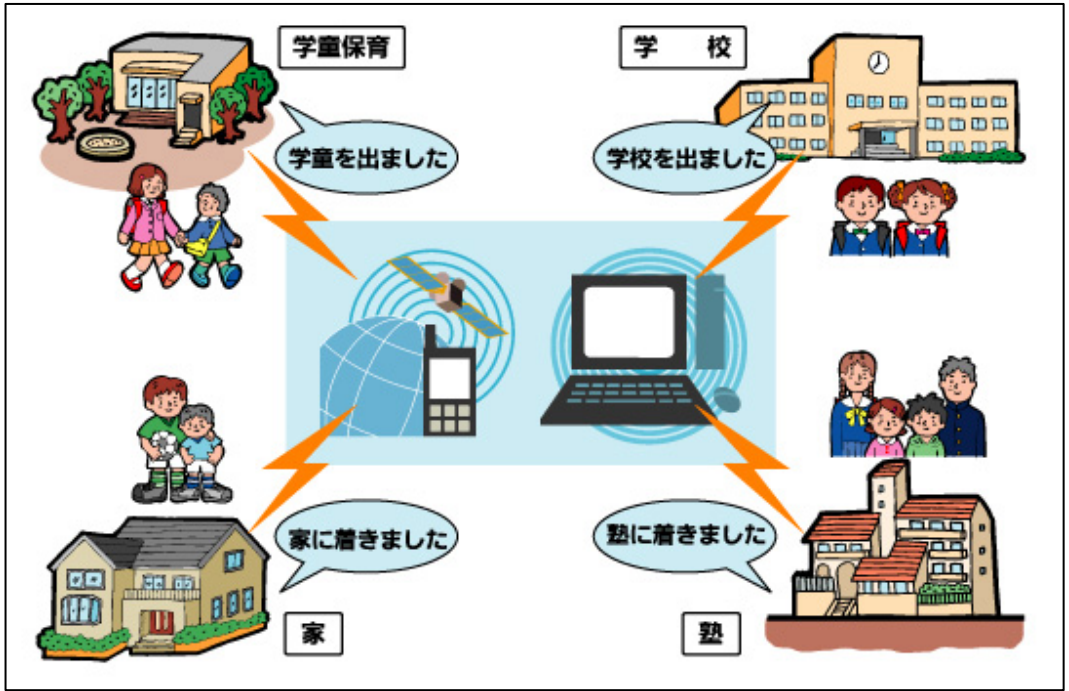 学童保育
学校
学童を出ました
学校を出ました
家に着きました
塾に着きました
家
塾